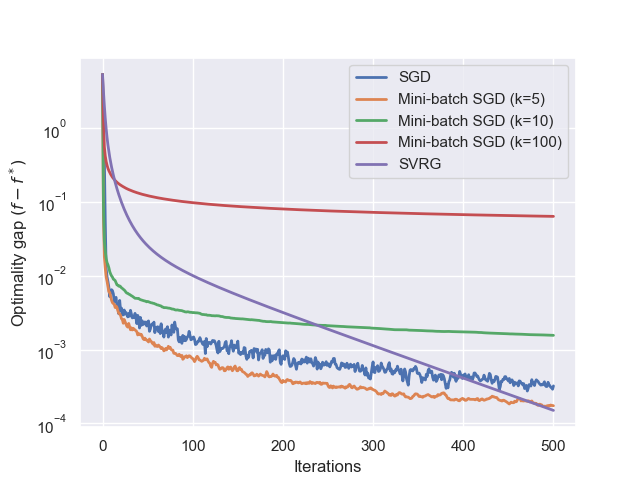 SGD
Mini-batch SGD (k=5)
Mini-batch SGD (k=10)
Mini-batch SGD (k=100)
SVRG
10^0
10^−1
10^−2
10^−3
10^−4
Optimality gap (f − f*)
0 100 200 300 400 500
Iterations